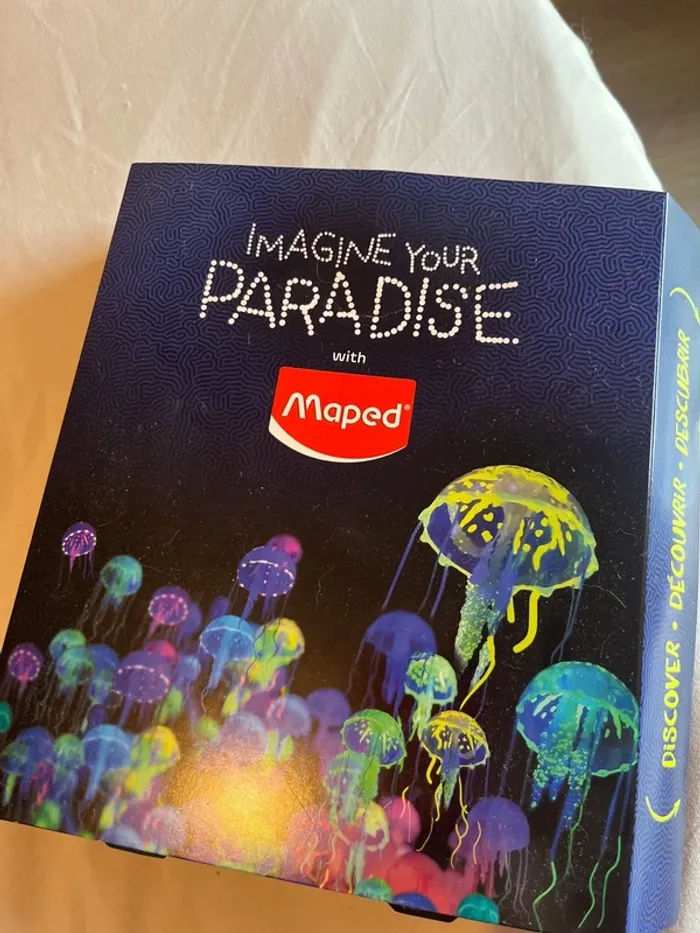 IMAGINE YOUR
PARADISE
with
Maped®
(DISCOVER • DÉCOUVRIR • DESCUBRIR)